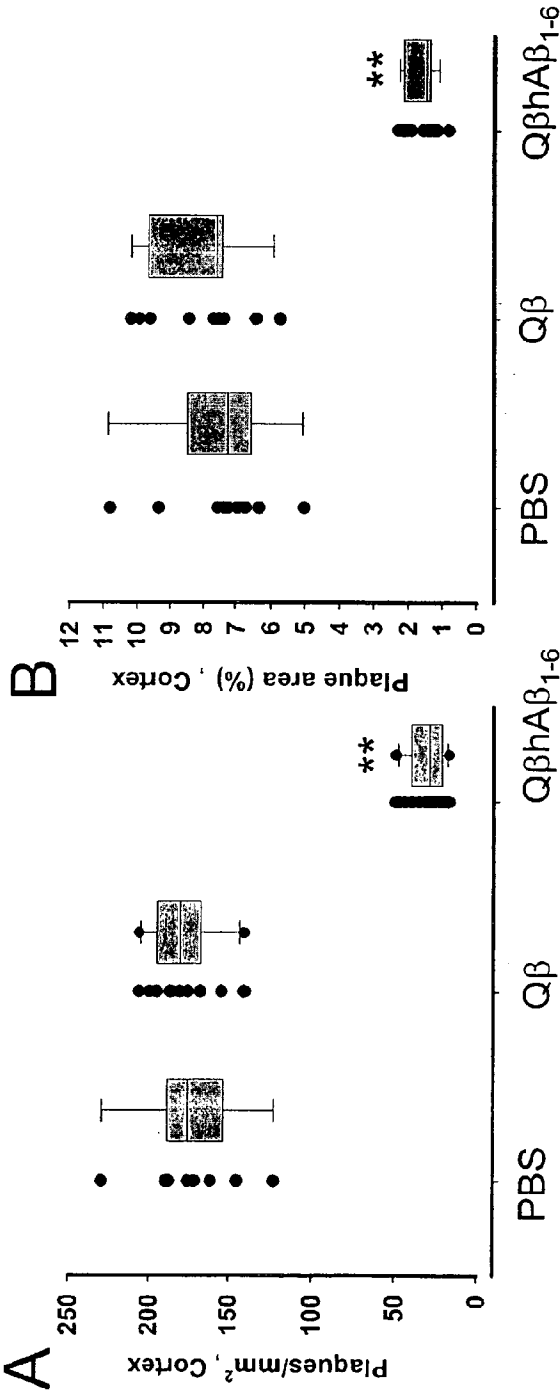 A
Plaques/mm², Cortex
250
200
150
100
50
0
**
PBS
Qβ
QβhAβ₁₋₆
B
Plaque area (%) , Cortex
12
11
10
9
8
7
6
5
4
3
2
1
0
**
PBS
Qβ
QβhAβ₁₋₆